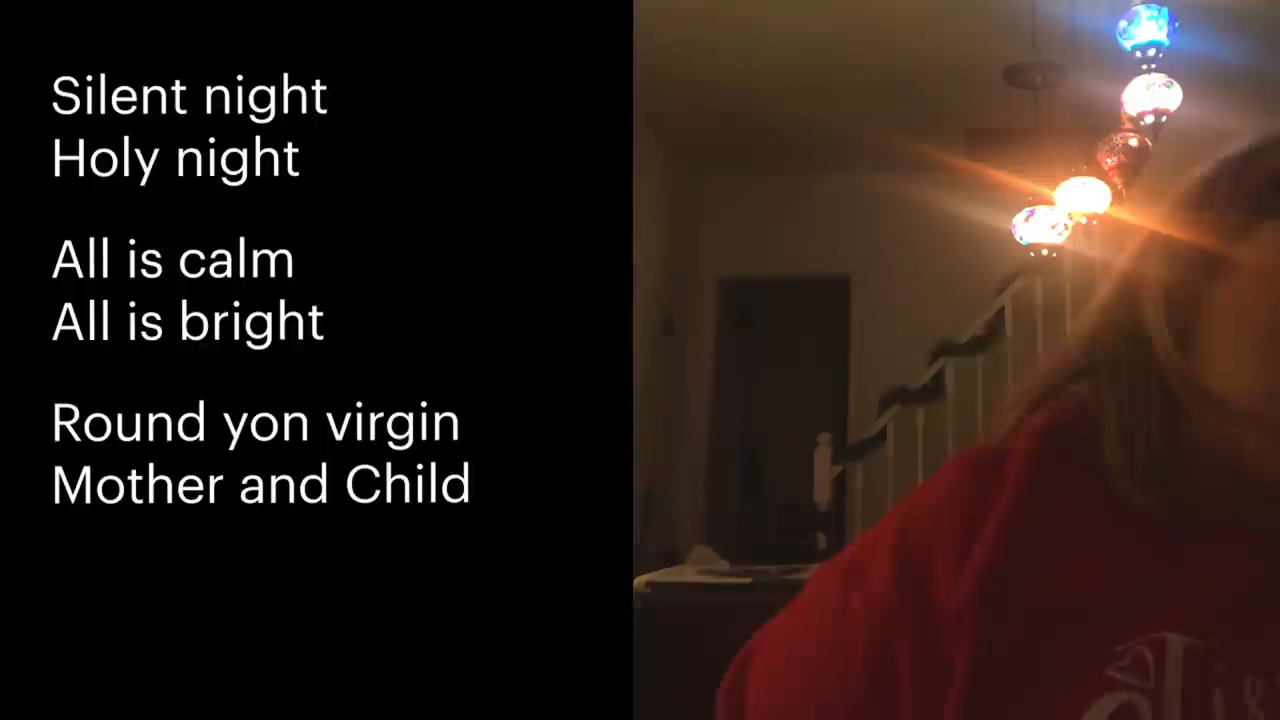 Silent night
Holy night
All is calm
All is bright
Round yon virgin
Mother and Child